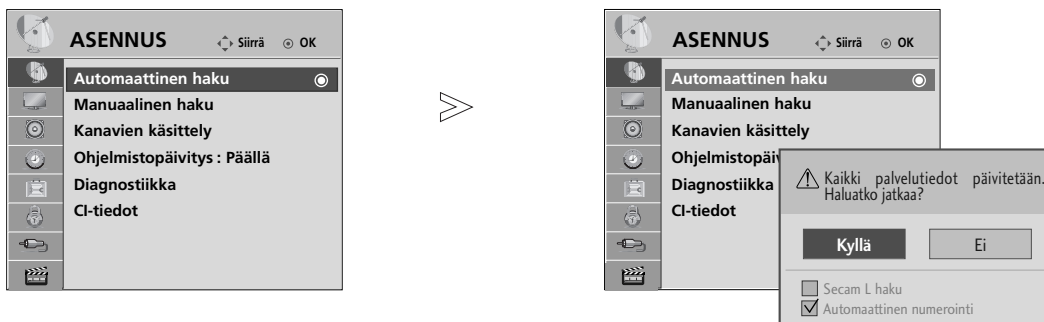 ASENNUS Siirrä OK
Automaattinen haku
Manuaalinen haku
Kanavien käsittely
Ohjelmistopäivitys : Päällä
Diagnostiikka
CI-tiedot
ASENNUS Siirrä OK
Automaattinen haku
Manuaalinen haku
Kanavien käsittely
Ohjelmistopäiv
Diagnostiikka
CI-tiedot
Kaikki palvelutiedot päivitetään.
Haluatko jatkaa?
Kyllä Ei
Secam L haku
Automaattinen numerointi